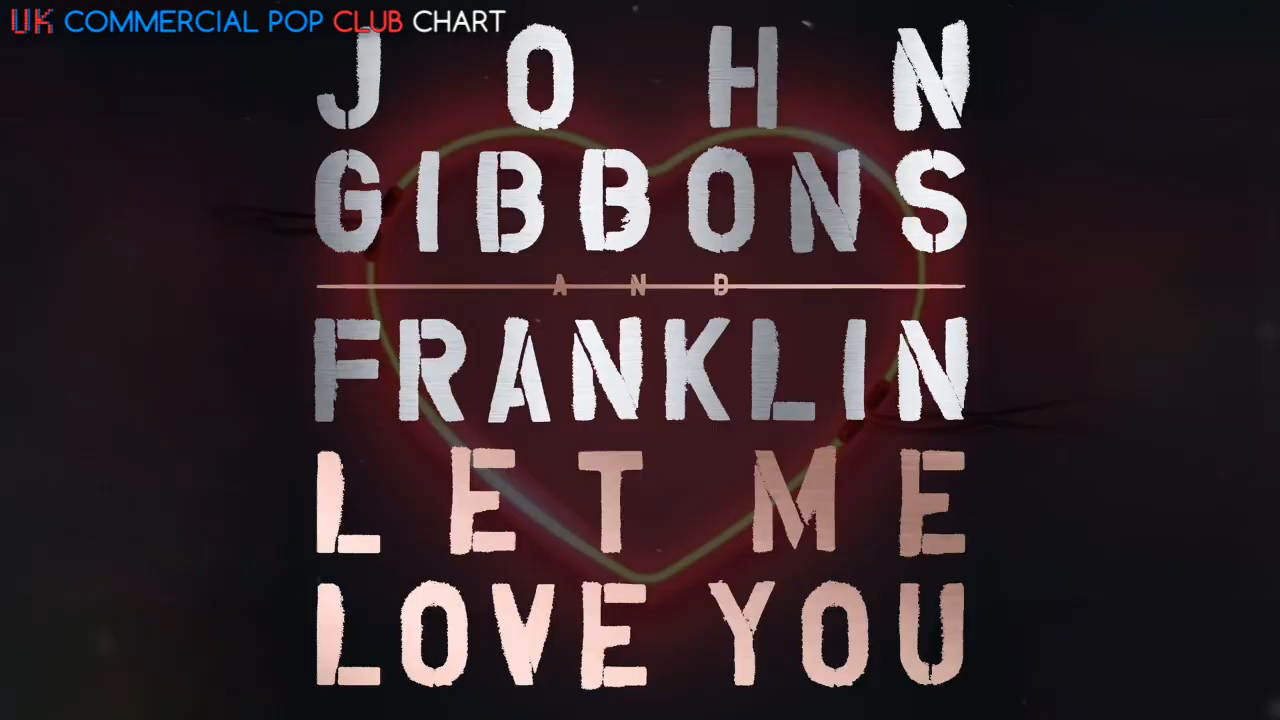 UK COMMERCIAL POP CLUB CHART
JOHN
GIBBONS
AND
FRANKLIN
LET ME
LOVE YOU